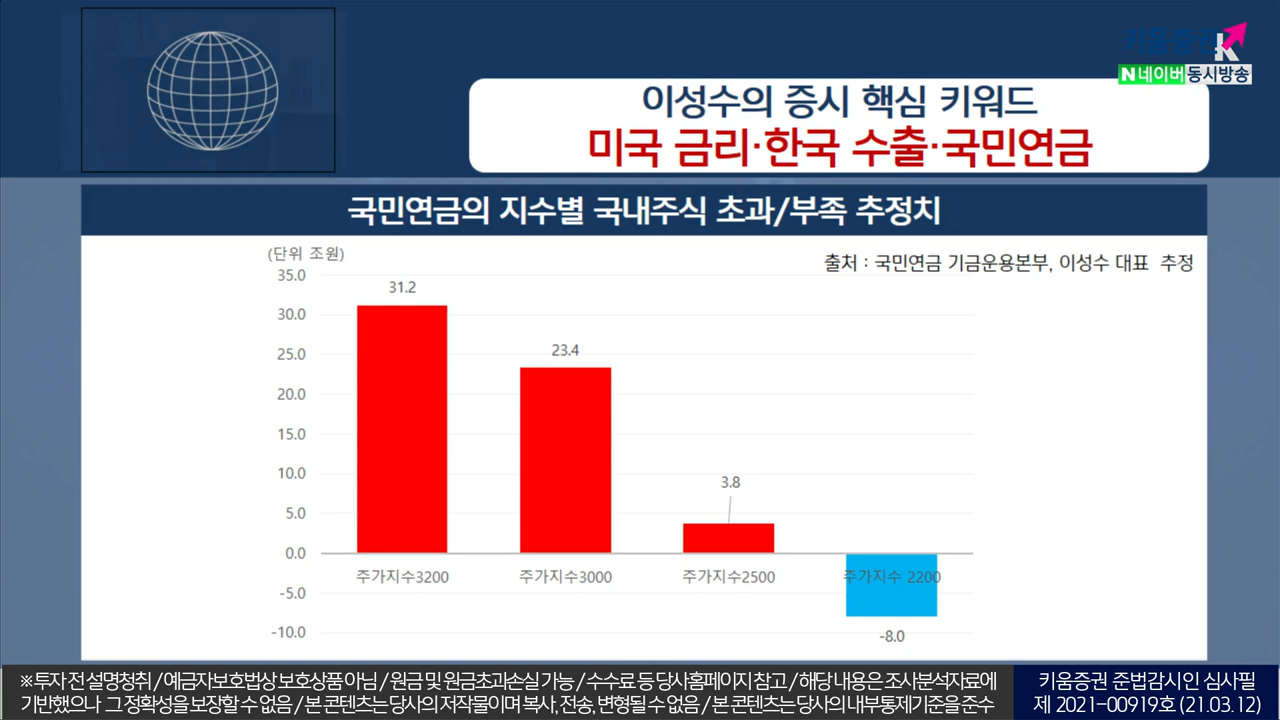 키움증권
N 네이버 동시방송
이성수의 증시 핵심 키워드
미국 금리·한국 수출·국민연금
국민연금의 지수별 국내주식 초과/부족 추정치
(단위 조원)
출처 : 국민연금 기금운용본부, 이성수 대표 추정
35.0
30.0
25.0
20.0
15.0
10.0
5.0
0.0
-5.0
-10.0
31.2
23.4
3.8
-8.0
주가지수3200
주가지수3000
주가지수2500
주가지수 2200
※ 투자 전 설명청취 / 예금자보호법상 보호상품 아님 / 원금 및 원금초과손실 가능 / 수수료 등 당사홈페이지 참고 / 해당 내용은 조사분석자료에
기반했으나 그 정확성을 보장할 수 없음 / 본 콘텐츠는 당사의 저작물이며 복사, 전송, 변형될 수 없음 / 본 콘텐츠는 당사의 내부통제기준을 준수
키움증권 준법감시인 심사필
제 2021-00919호 (21.03.12)